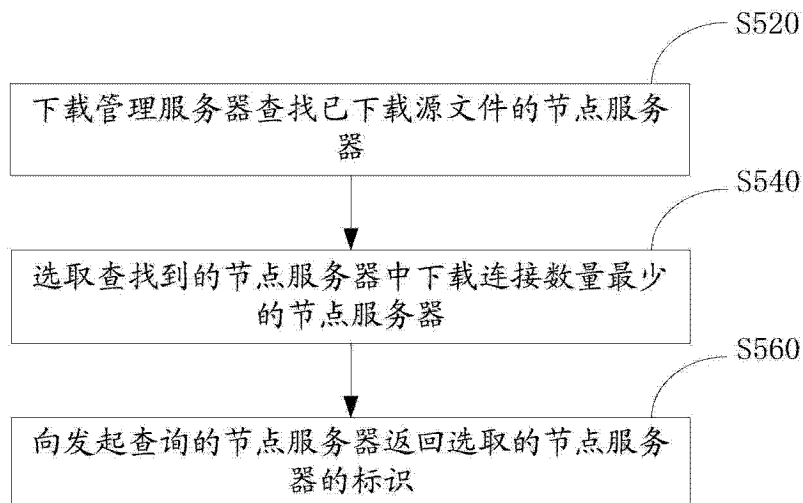 S520
下载管理服务器查找已下载源文件的节点服务
器
S540
选取查找到的节点服务器中下载连接数量最少
的节点服务器
S560
向发起查询的节点服务器返回选取的节点服务
器的标识